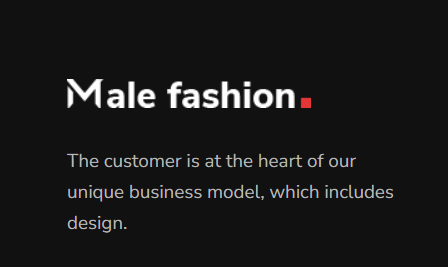 Male fashion.
The customer is at the heart of our
unique business model, which includes
design.